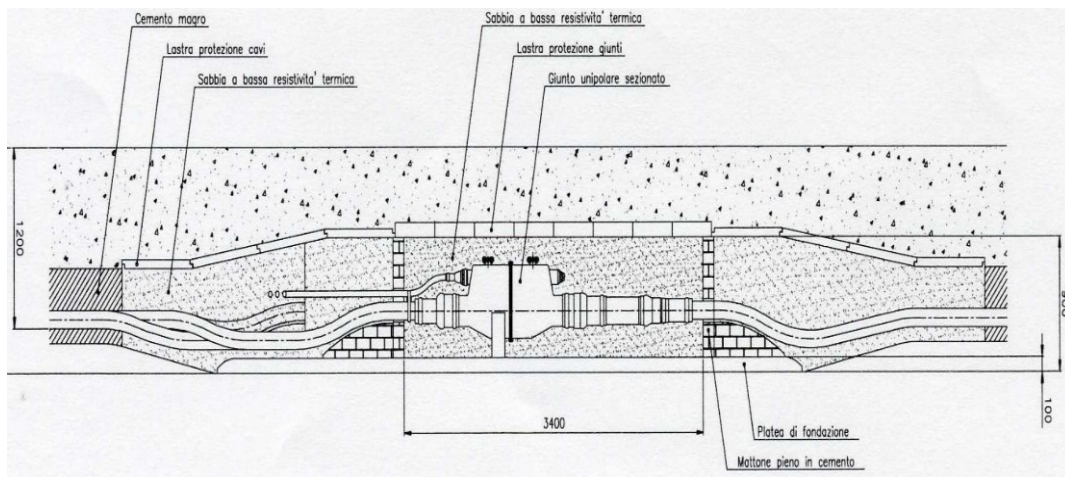 Cemento magro
Lastra protezione cavi
Sabbia a bassa resistivita' termica
Sabbia a bassa resistivita' termica
Lastra protezione giunti
Giunto unipolare sezionato
1200
900
100
3400
Platea di fondazione
Mattone pieno in cemento